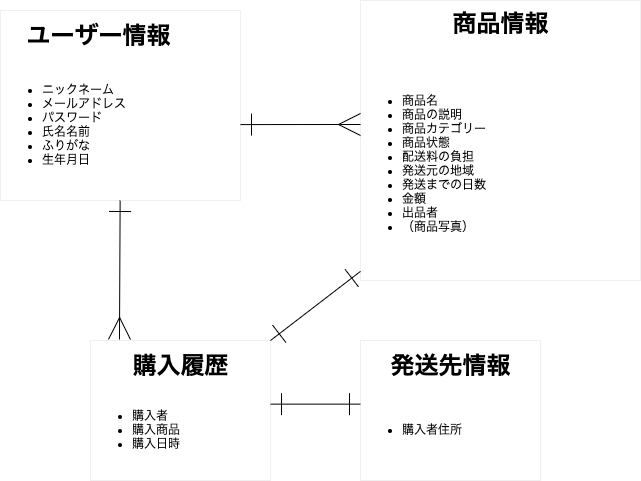 ユーザー情報
ニックネーム
メールアドレス
パスワード
氏名名前
ふりがな
生年月日
商品情報
商品名
商品の説明
商品カテゴリー
商品状態
配送料の負担
発送元の地域
発送までの日数
金額
出品者
（商品写真）
購入履歴
購入者
購入商品
購入日時
発送先情報
購入者住所